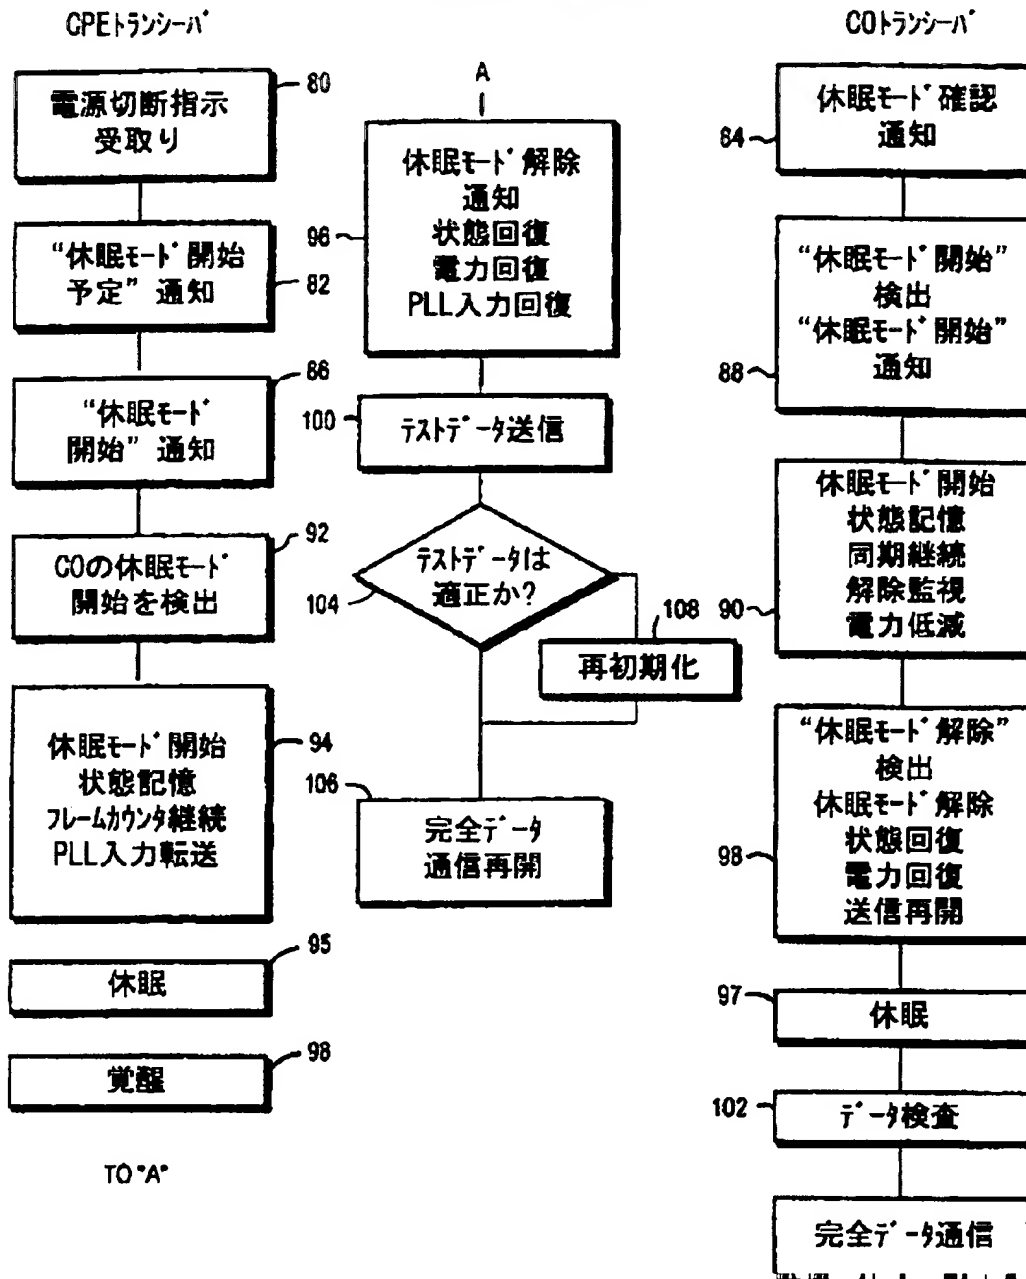 CPEトランシーバ
80
電源切断指示
受取り
“休眠モード開始
予定”通知
82
86
“休眠モード
開始”通知
92
COの休眠モード
開始を検出
94
休眠モード開始
状態記憶
フレームカウンタ継続
PLL入力転送
95
休眠
98
覚醒
TO "A"
A
96
休眠モード解除
通知
状態回復
電力回復
PLL入力回復
100
テストデータ送信
104
テストデータは
適正か?
108
再初期化
106
完全データ
通信再開
COトランシーバ
84
休眠モード確認
通知
88
“休眠モード開始”
検出
“休眠モード開始”
通知
90
休眠モード開始
状態記憶
同期継続
解除監視
電力低減
98
“休眠モード解除”
検出
休眠モード解除
状態回復
電力回復
送信再開
97
休眠
102
データ検査
完全データ通信